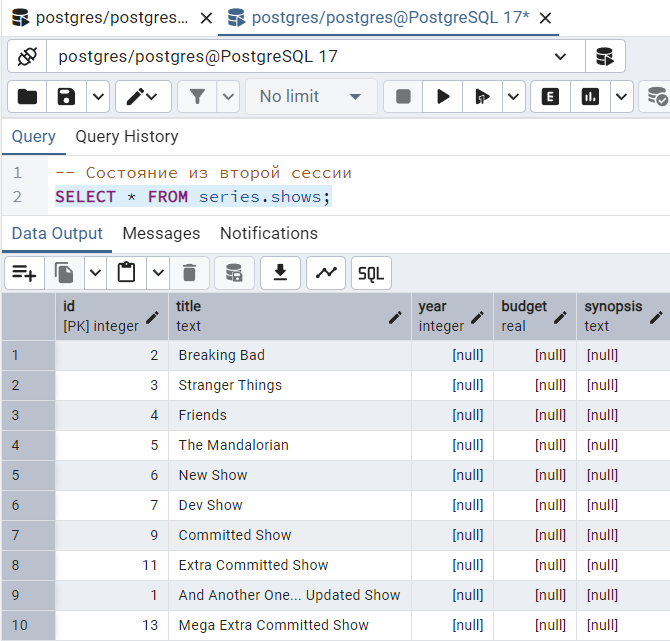 postgres/postgres... postgres/postgres@PostgreSQL 17*
postgres/postgres@PostgreSQL 17
No limit E
Query Query History
1 -- Состояние из второй сессии
2 SELECT * FROM series.shows;
Data Output Messages Notifications
SQL
id title year budget synopsis
[PK] integer text integer real text
1 2 Breaking Bad [null] [null] [null]
2 3 Stranger Things [null] [null] [null]
3 4 Friends [null] [null] [null]
4 5 The Mandalorian [null] [null] [null]
5 6 New Show [null] [null] [null]
6 7 Dev Show [null] [null] [null]
7 9 Committed Show [null] [null] [null]
8 11 Extra Committed Show [null] [null] [null]
9 1 And Another One... Updated Show [null] [null] [null]
10 13 Mega Extra Committed Show [null] [null] [null]